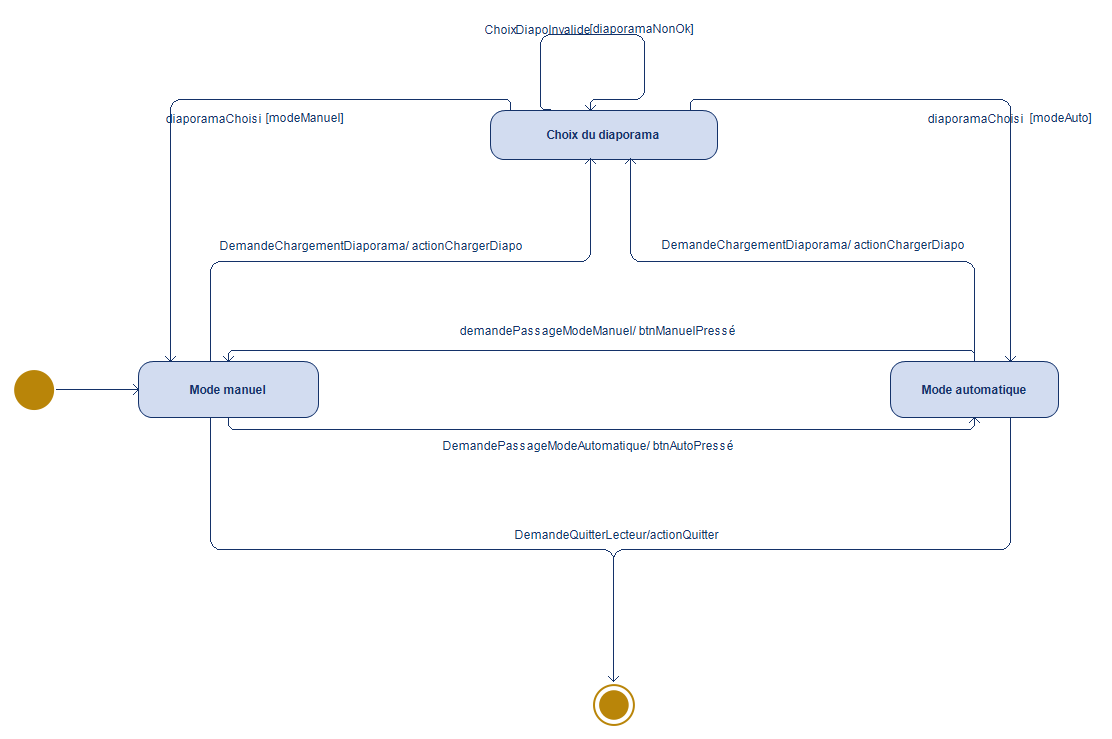 ChoixDiapoInvalide[diaporamaNonOk]
diaporamaChoisi [modeManuel]
diaporamaChoisi [modeAuto]
Choix du diaporama
DemandeChargementDiaporama/ actionChargerDiapo
DemandeChargementDiaporama/ actionChargerDiapo
demandePassageModeManuel/ btnManuelPressé
Mode manuel
Mode automatique
DemandePassageModeAutomatique/ btnAutoPressé
DemandeQuitterLecteur/actionQuitter